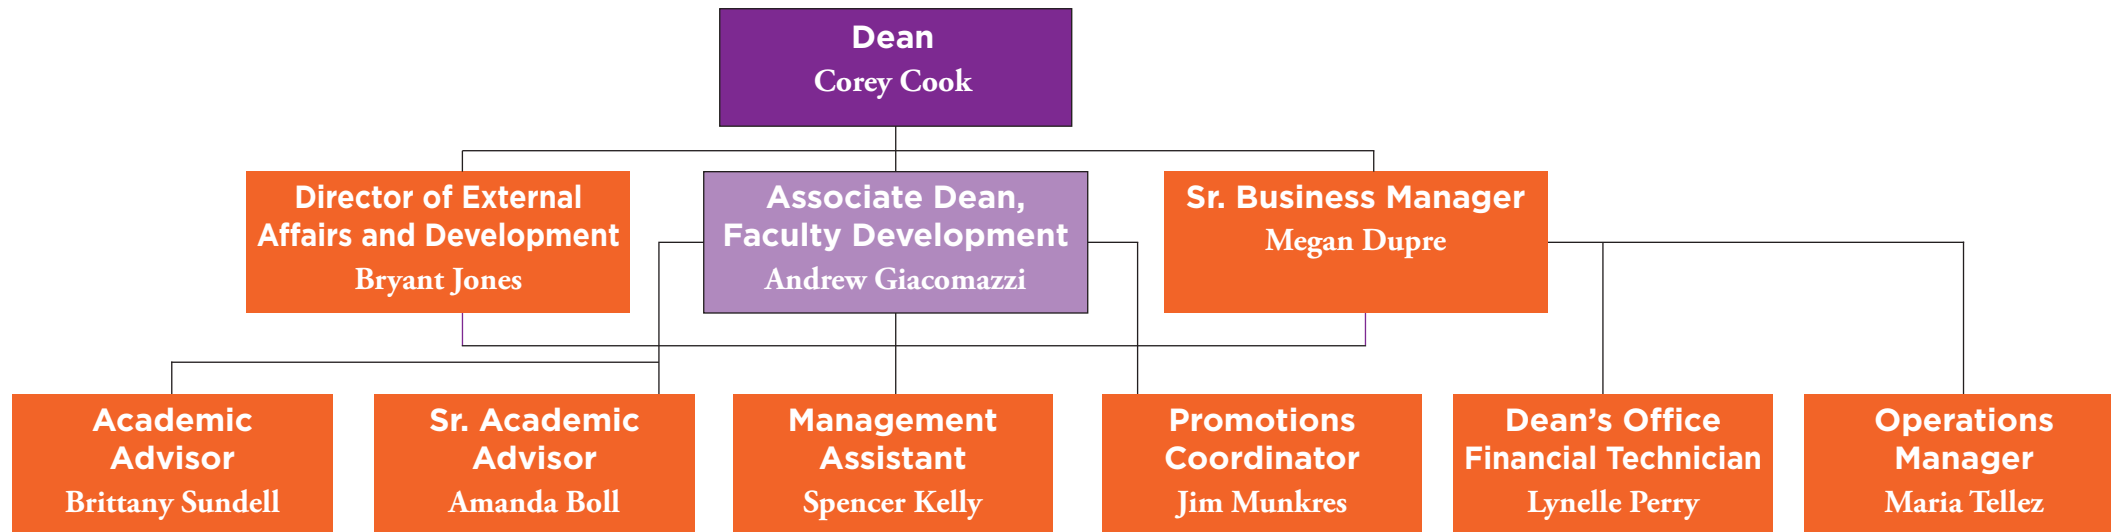 Dean
Corey Cook
Director of External
Affairs and Development
Bryant Jones
Associate Dean,
Faculty Development
Andrew Giacomazzi
Sr. Business Manager
Megan Dupre
Academic
Advisor
Brittany Sundell
Sr. Academic
Advisor
Amanda Boll
Management
Assistant
Spencer Kelly
Promotions
Coordinator
Jim Munkres
Dean’s Office
Financial Technician
Lynelle Perry
Operations
Manager
Maria Tellez